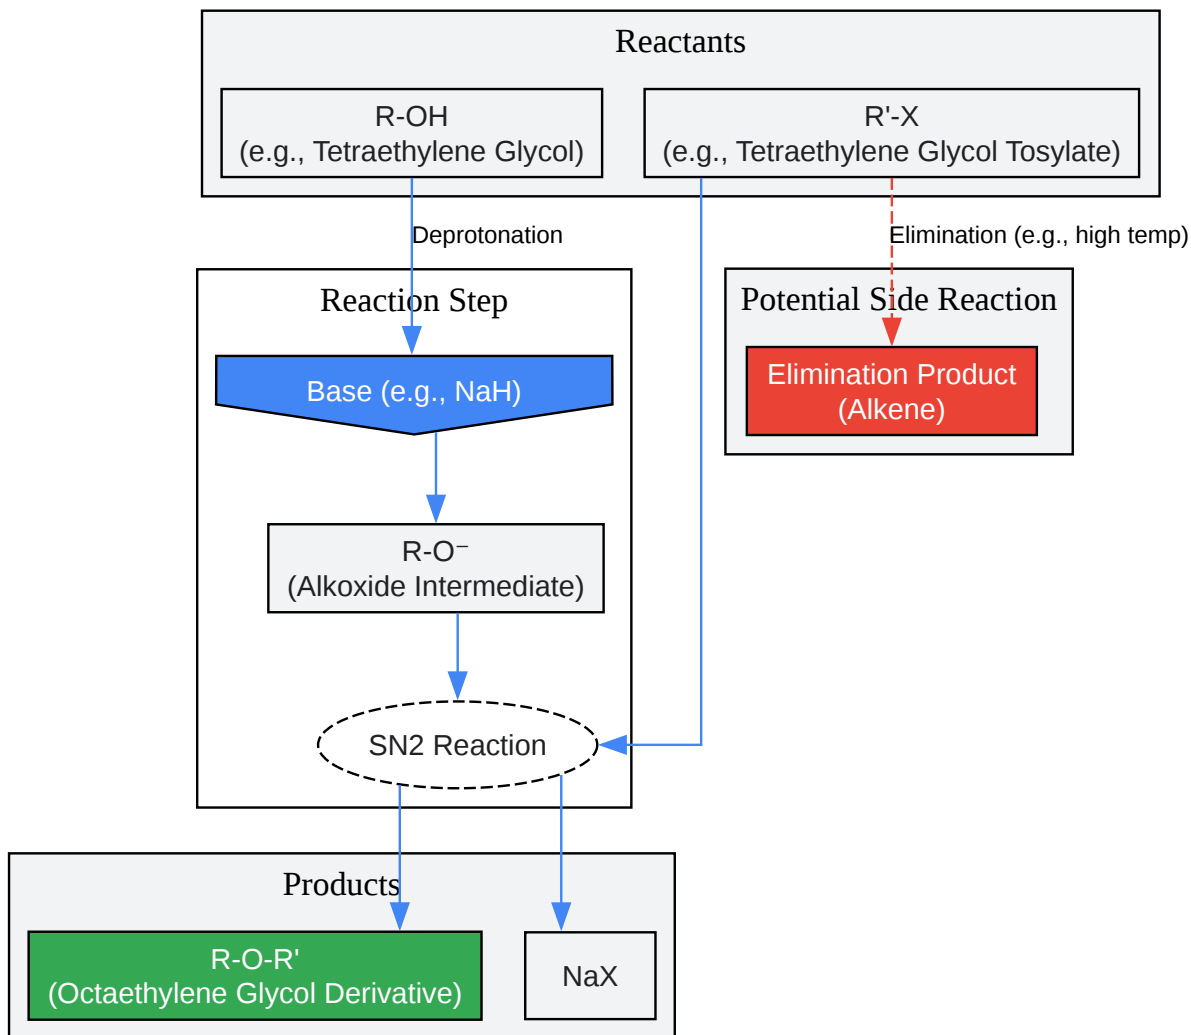 Reactants
R-OH
(e.g., Tetraethylene Glycol)
R'-X
(e.g., Tetraethylene Glycol Tosylate)
Deprotonation
Elimination (e.g., high temp)
Reaction Step
Potential Side Reaction
Base (e.g., NaH)
Elimination Product
(Alkene)
R-O⁻
(Alkoxide Intermediate)
SN2 Reaction
Products
R-O-R'
(Octaethylene Glycol Derivative)
NaX